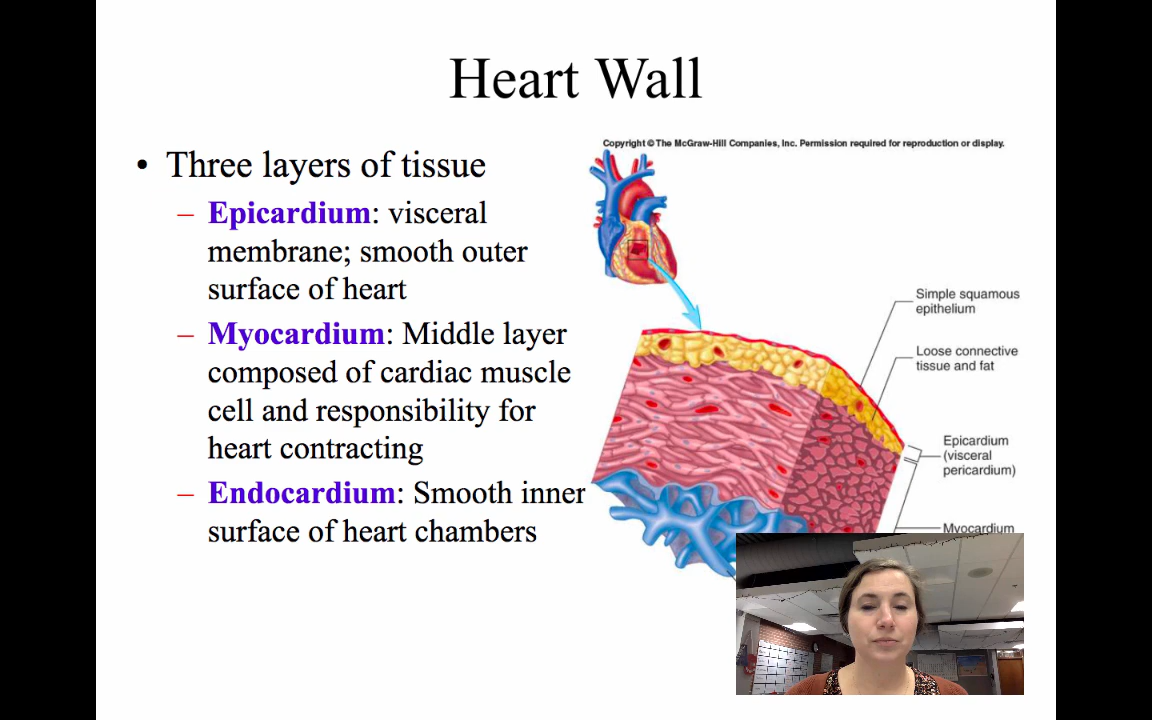 Heart Wall
• Three layers of tissue
– Epicardium: visceral
membrane; smooth outer
surface of heart
– Myocardium: Middle layer
composed of cardiac muscle
cell and responsibility for
heart contracting
– Endocardium: Smooth inner
surface of heart chambers
Copyright © The McGraw-Hill Companies, Inc. Permission required for reproduction or display.
Simple squamous
epithelium
Loose connective
tissue and fat
Epicardium
(visceral
pericardium)
Myocardium